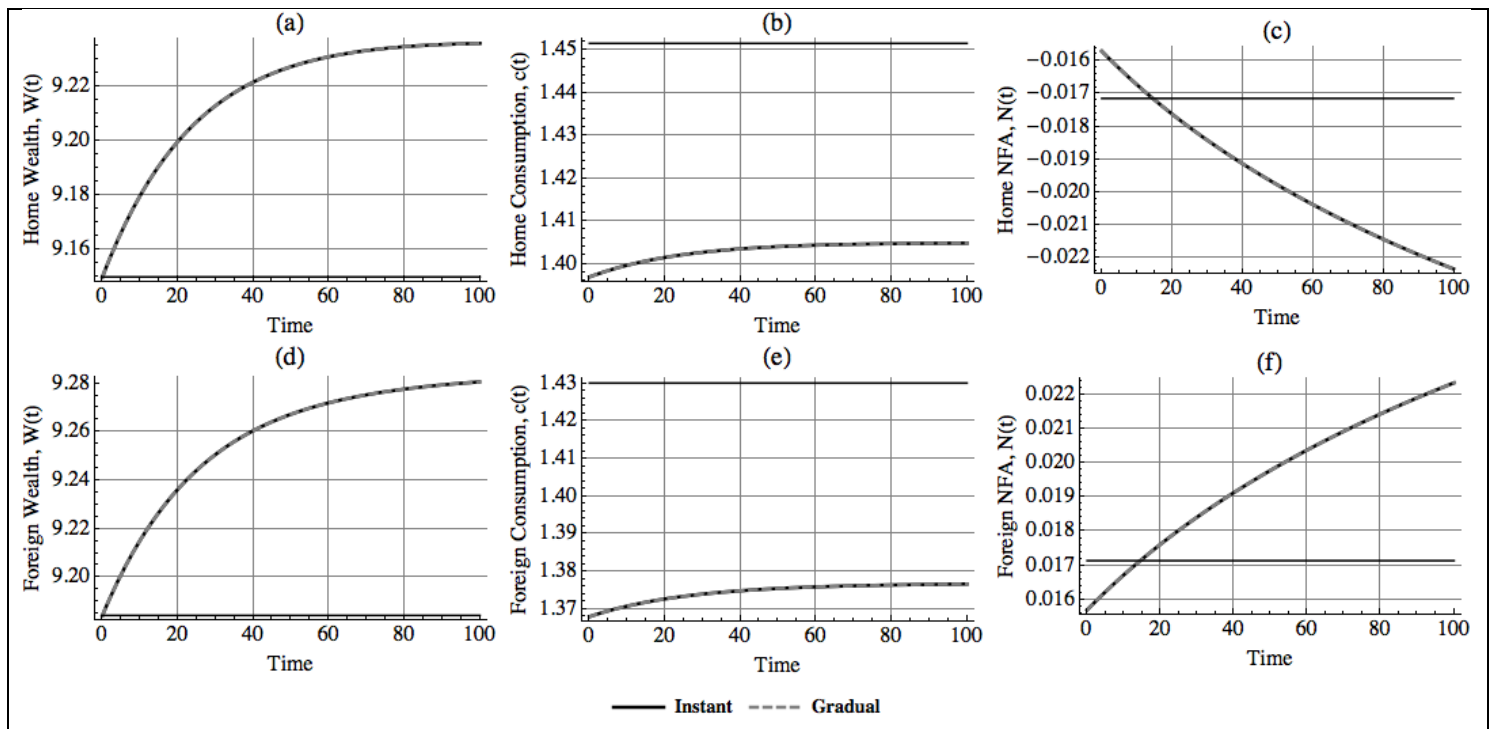 (a)
Home Wealth, W(t)
9.22
9.20
9.18
9.16
0 20 40 60 80 100
Time
(b)
Home Consumption, c(t)
1.45
1.44
1.43
1.42
1.41
1.40
0 20 40 60 80 100
Time
(c)
Home NFA, N(t)
−0.016
−0.017
−0.018
−0.019
−0.020
−0.021
−0.022
0 20 40 60 80 100
Time
(d)
Foreign Wealth, W(t)
9.28
9.26
9.24
9.22
9.20
0 20 40 60 80 100
Time
(e)
Foreign Consumption, c(t)
1.43
1.42
1.41
1.40
1.39
1.38
1.37
0 20 40 60 80 100
Time
(f)
Foreign NFA, N(t)
0.022
0.021
0.020
0.019
0.018
0.017
0.016
0 20 40 60 80 100
Time
Instant Gradual